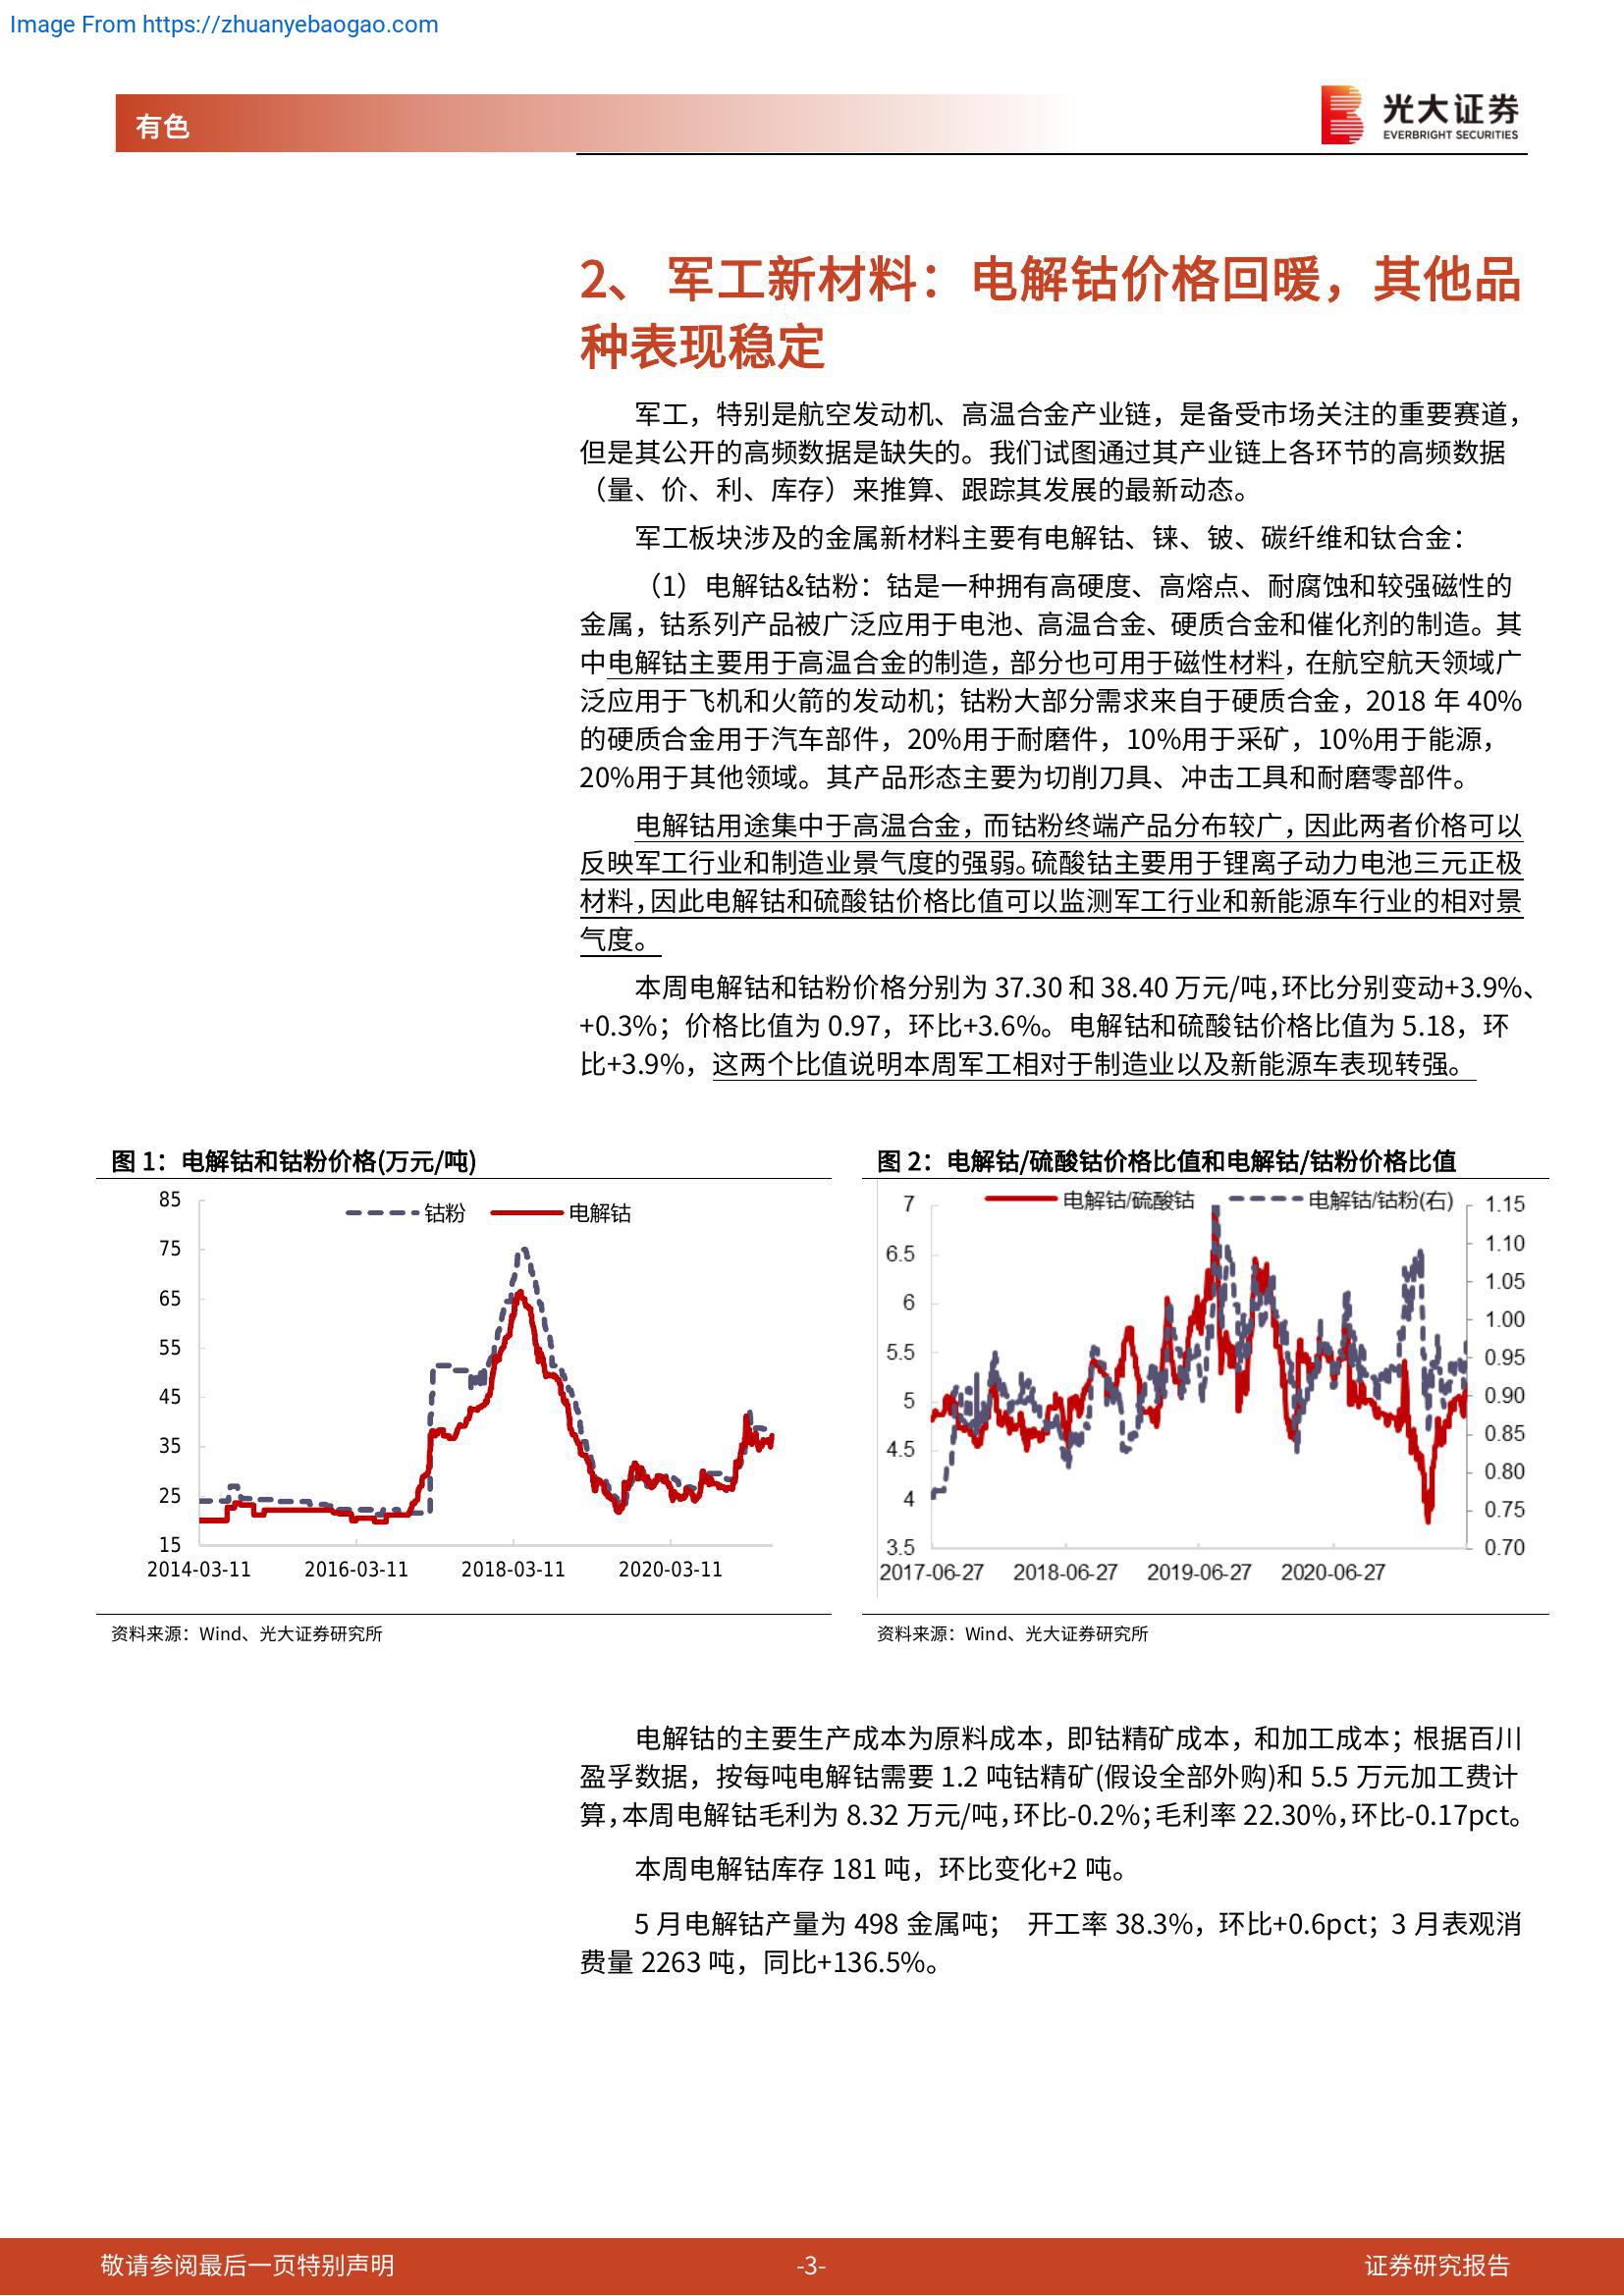 Image From https://zhuanyebaogao.com
有色
光大证券
EVERBRIGHT SECURITIES
2、 军工新材料：电解钴价格回暖，其他品
种表现稳定
军工，特别是航空发动机、高温合金产业链，是备受市场关注的重要赛道，
但是其公开的高频数据是缺失的。我们试图通过其产业链上各环节的高频数据
（量、价、利、库存）来推算、跟踪其发展的最新动态。
军工板块涉及的金属新材料主要有电解钴、铼、铍、碳纤维和钛合金：
（1）电解钴&钴粉：钴是一种拥有高硬度、高熔点、耐腐蚀和较强磁性的
金属，钴系列产品被广泛应用于电池、高温合金、硬质合金和催化剂的制造。其
中电解钴主要用于高温合金的制造，部分也可用于磁性材料，在航空航天领域广
泛应用于飞机和火箭的发动机；钴粉大部分需求来自于硬质合金，2018 年 40%
的硬质合金用于汽车部件，20%用于耐磨件，10%用于采矿，10%用于能源，
20%用于其他领域。其产品形态主要为切削刀具、冲击工具和耐磨零部件。
电解钴用途集中于高温合金，而钴粉终端产品分布较广，因此两者价格可以
反映军工行业和制造业景气度的强弱。硫酸钴主要用于锂离子动力电池三元正极
材料，因此电解钴和硫酸钴价格比值可以监测军工行业和新能源车行业的相对景
气度。
本周电解钴和钴粉价格分别为 37.30 和 38.40 万元/吨，环比分别变动+3.9%、
+0.3%；价格比值为 0.97，环比+3.6%。电解钴和硫酸钴价格比值为 5.18，环
比+3.9%，这两个比值说明本周军工相对于制造业以及新能源车表现转强。
图 1：电解钴和钴粉价格(万元/吨)
钴粉 电解钴
85
75
65
55
45
35
25
15
2014-03-11 2016-03-11 2018-03-11 2020-03-11
资料来源：Wind、光大证券研究所
图 2：电解钴/硫酸钴价格比值和电解钴/钴粉价格比值
电解钴/硫酸钴 电解钴/钴粉(右)
7
6.5
6
5.5
5
4.5
4
3.5
1.15
1.10
1.05
1.00
0.95
0.90
0.85
0.80
0.75
0.70
2017-06-27 2018-06-27 2019-06-27 2020-06-27
资料来源：Wind、光大证券研究所
电解钴的主要生产成本为原料成本，即钴精矿成本，和加工成本；根据百川
盈孚数据，按每吨电解钴需要 1.2 吨钴精矿(假设全部外购)和 5.5 万元加工费计
算，本周电解钴毛利为 8.32 万元/吨，环比-0.2%；毛利率 22.30%，环比-0.17pct。
本周电解钴库存 181 吨，环比变化+2 吨。
5 月电解钴产量为 498 金属吨； 开工率 38.3%，环比+0.6pct；3 月表观消
费量 2263 吨，同比+136.5%。
敬请参阅最后一页特别声明
-3-
证券研究报告